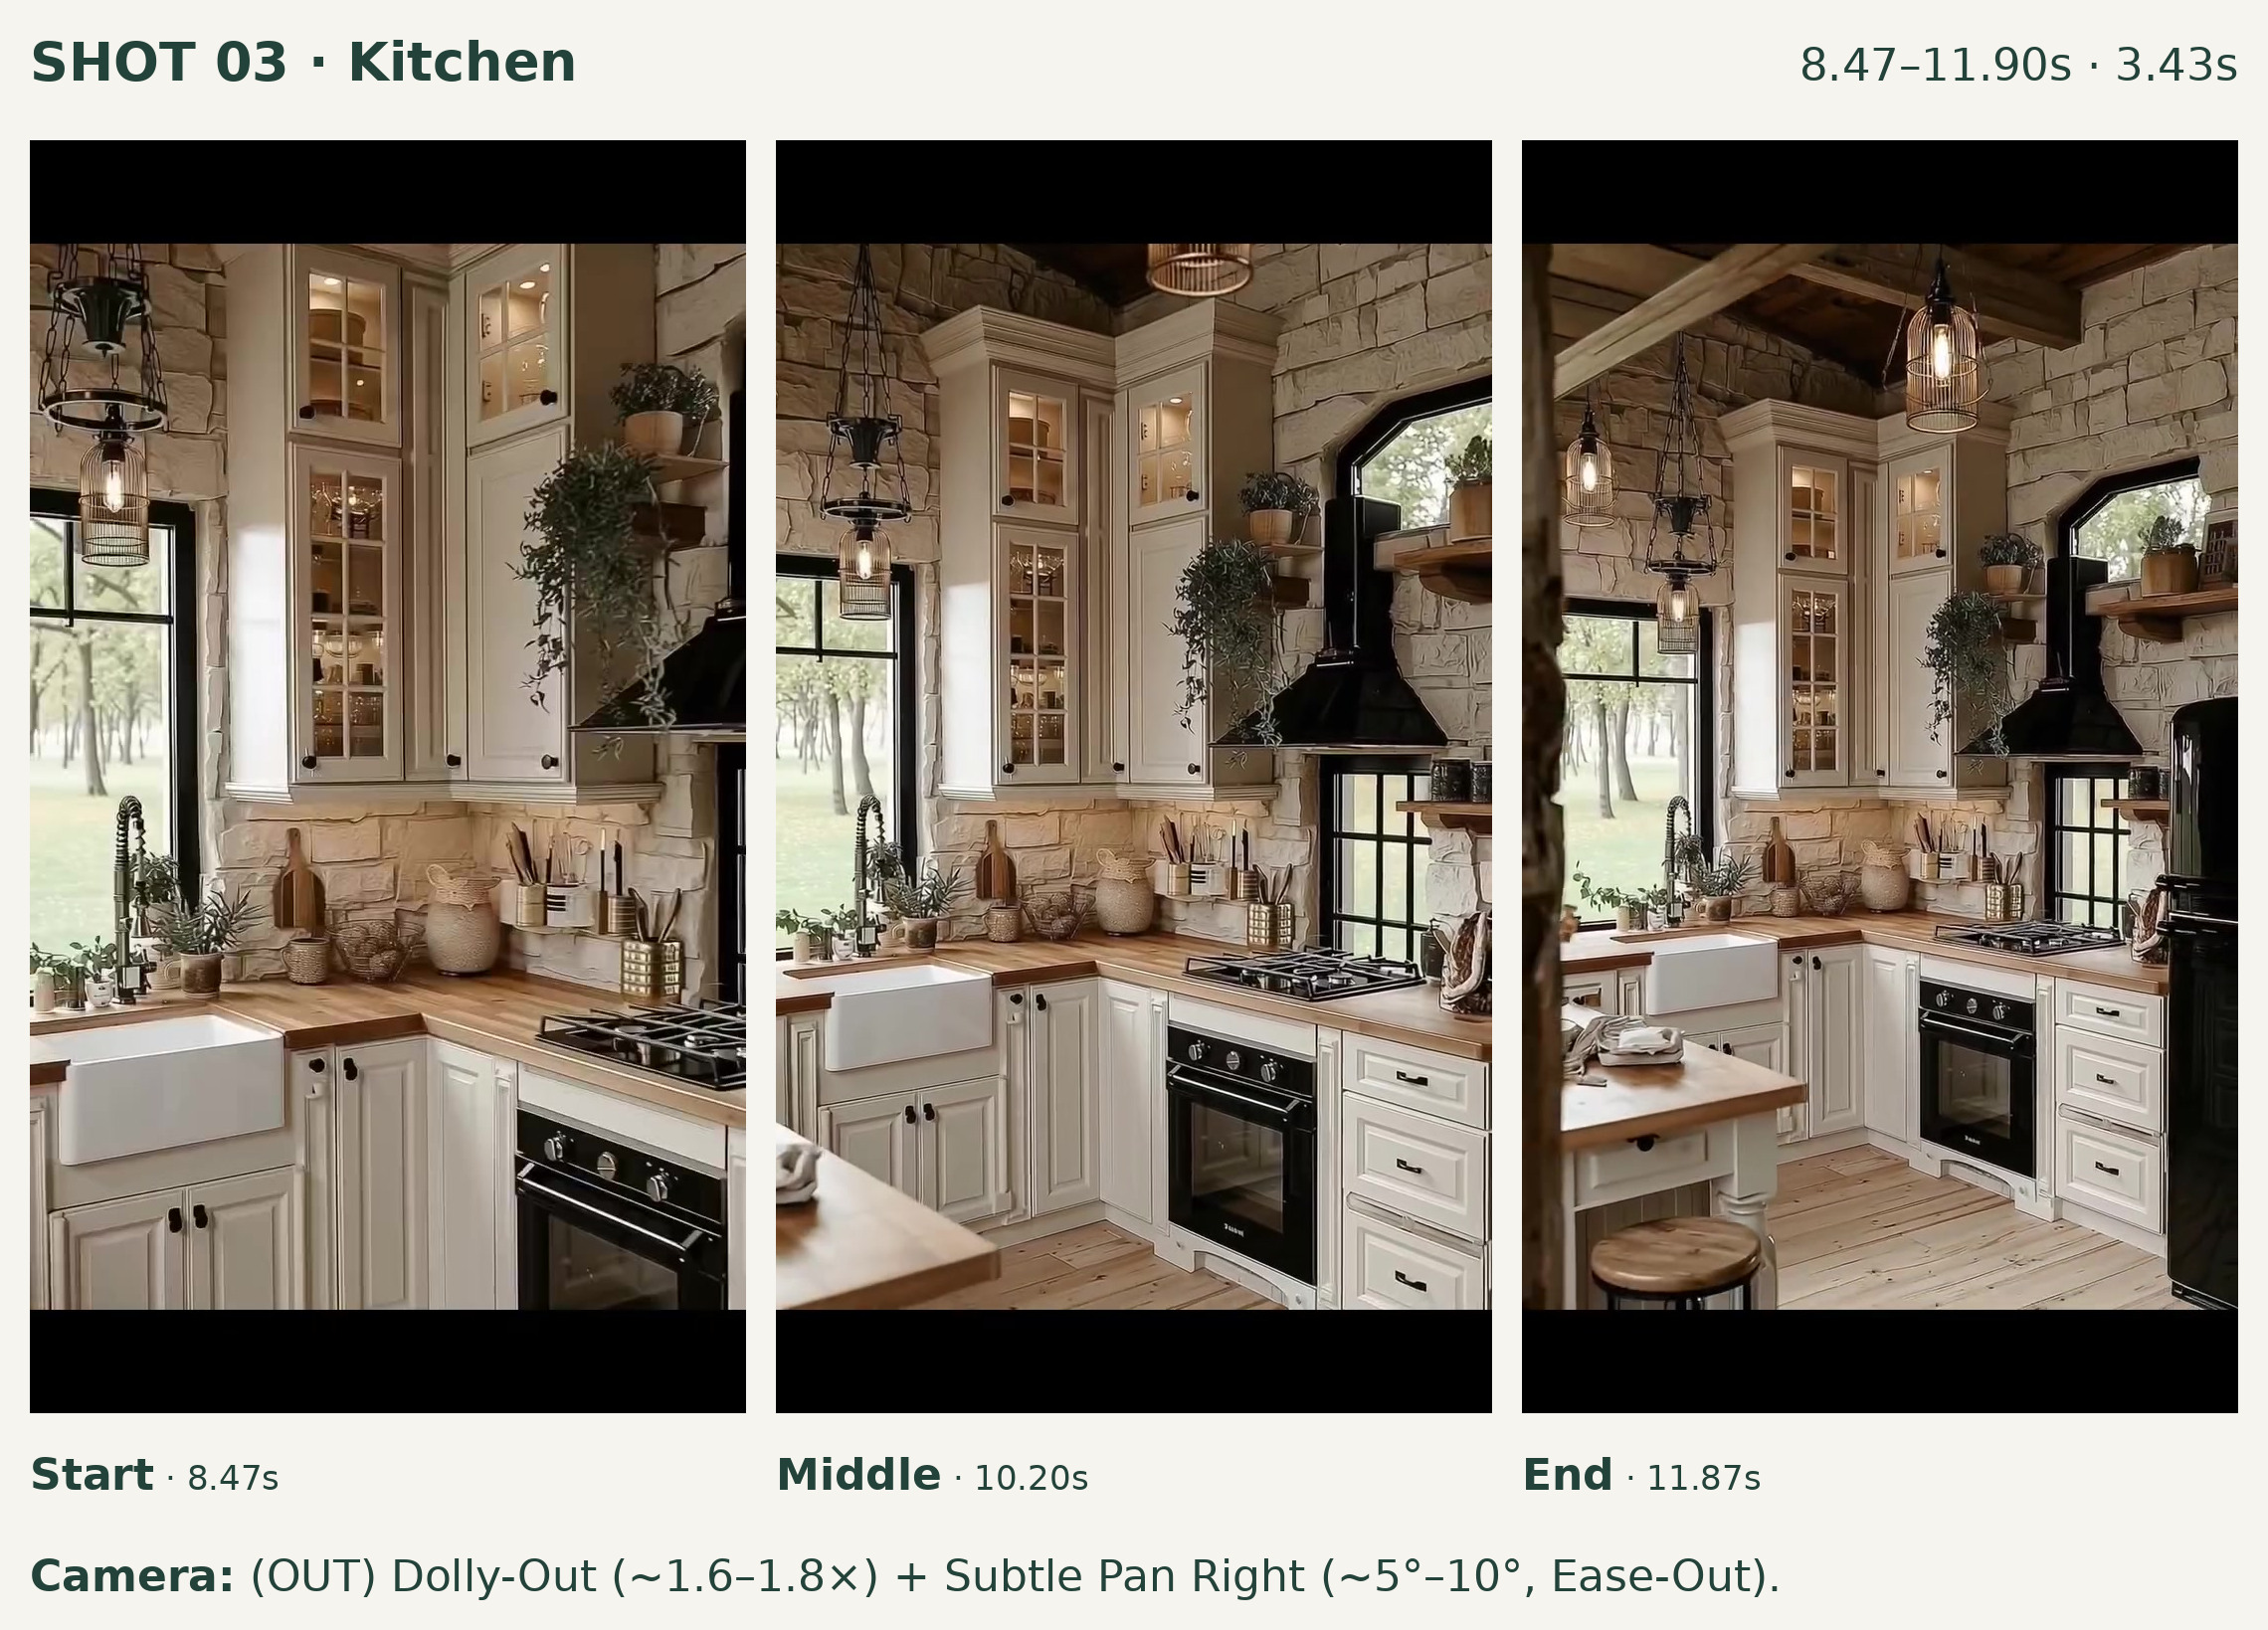 SHOT 03 · Kitchen
8.47–11.90s · 3.43s
Start · 8.47s
Middle · 10.20s
End · 11.87s
Camera: (OUT) Dolly-Out (~1.6–1.8×) + Subtle Pan Right (~5°–10°, Ease-Out).